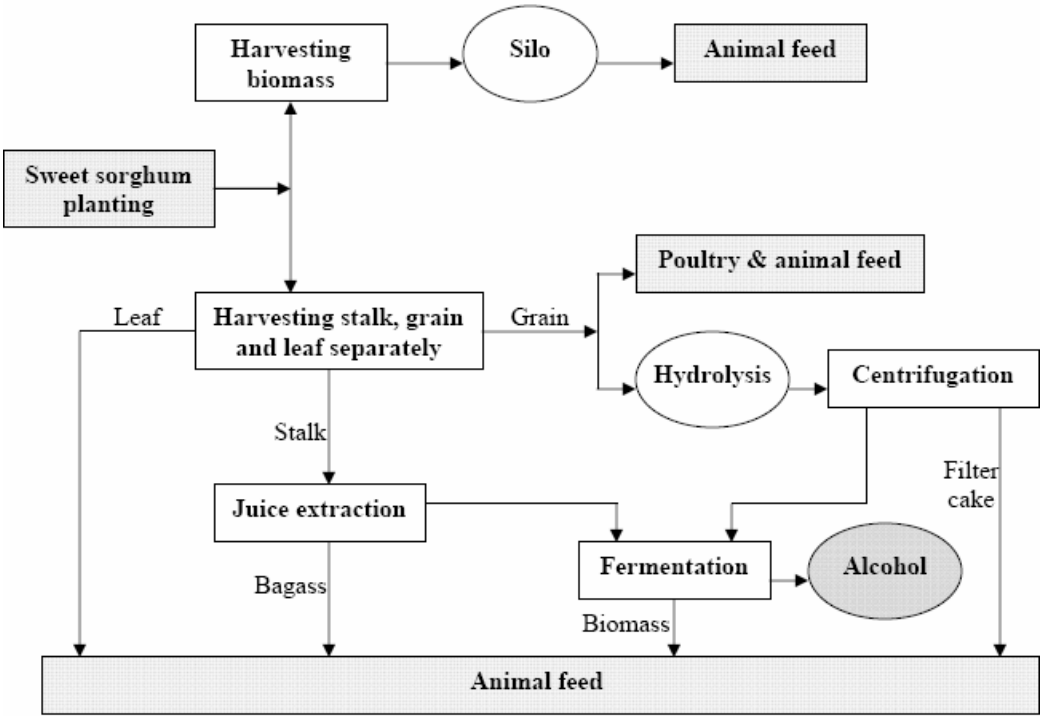 Harvesting
biomass
Silo
Animal feed
Sweet sorghum
planting
Poultry & animal feed
Leaf
Harvesting stalk, grain
and leaf separately
Grain
Hydrolysis
Centrifugation
Stalk
Filter
cake
Juice extraction
Fermentation
Alcohol
Bagass
Biomass
Animal feed